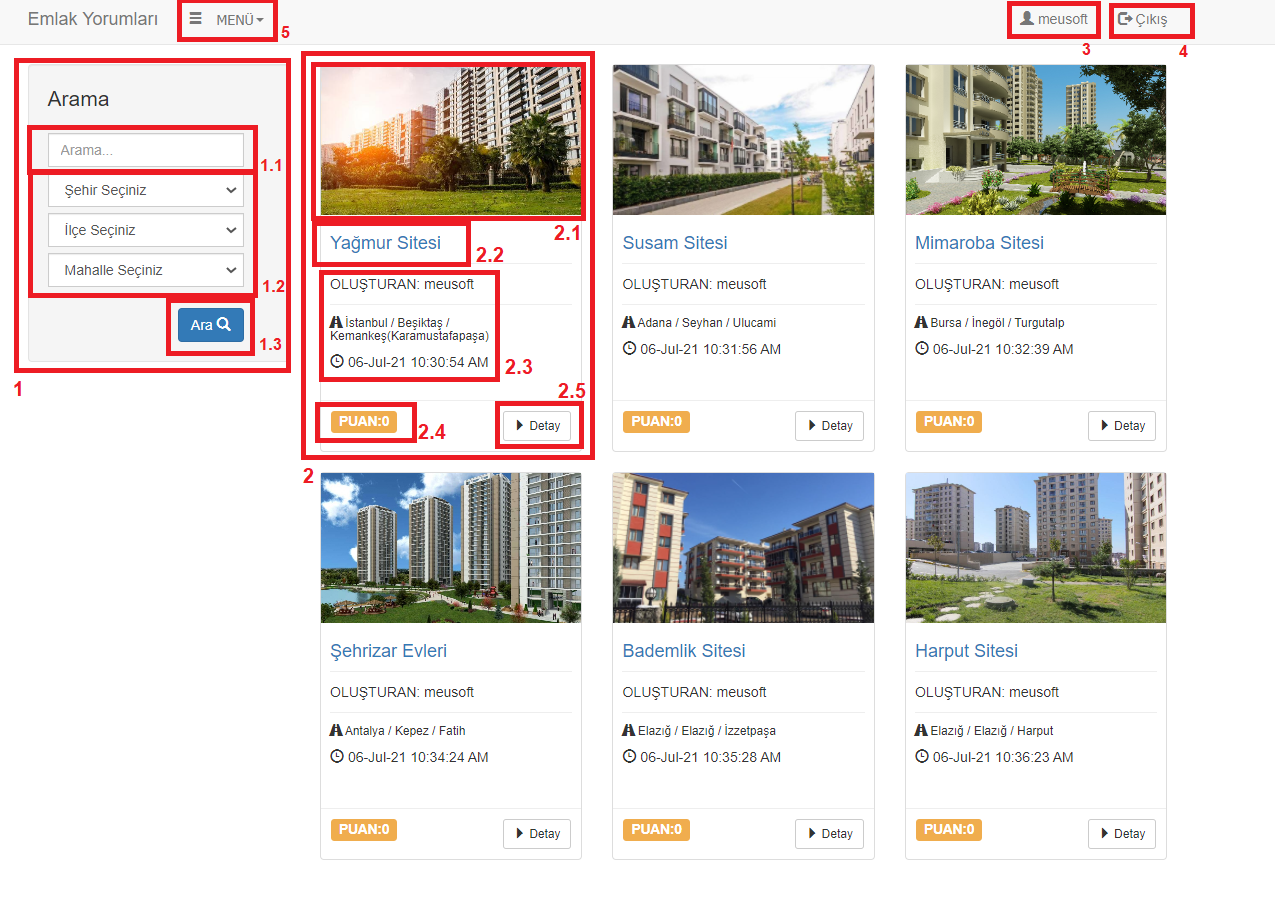 Emlak Yorumları
MENÜ
5
meusoft
3
Çıkış
4
Arama
Arama...
1.1
Şehir Seçiniz
İlçe Seçiniz
Mahalle Seçiniz
1.2
Ara
1.3
1
2.1
Yağmur Sitesi
2.2
OLUŞTURAN: meusoft
İstanbul / Beşiktaş /
Kemankeş(Karamustafapaşa)
06-Jul-21 10:30:54 AM
2.3
2.5
PUAN:0
2.4
Detay
2
Susam Sitesi
OLUŞTURAN: meusoft
Adana / Seyhan / Ulucami
06-Jul-21 10:31:56 AM
PUAN:0
Detay
Mimaroba Sitesi
OLUŞTURAN: meusoft
Bursa / İnegöl / Turgutalp
06-Jul-21 10:32:39 AM
PUAN:0
Detay
Şehrizar Evleri
OLUŞTURAN: meusoft
Antalya / Kepez / Fatih
06-Jul-21 10:34:24 AM
PUAN:0
Detay
Bademlik Sitesi
OLUŞTURAN: meusoft
Elazığ / Elazığ / İzzetpaşa
06-Jul-21 10:35:28 AM
PUAN:0
Detay
Harput Sitesi
OLUŞTURAN: meusoft
Elazığ / Elazığ / Harput
06-Jul-21 10:36:23 AM
PUAN:0
Detay